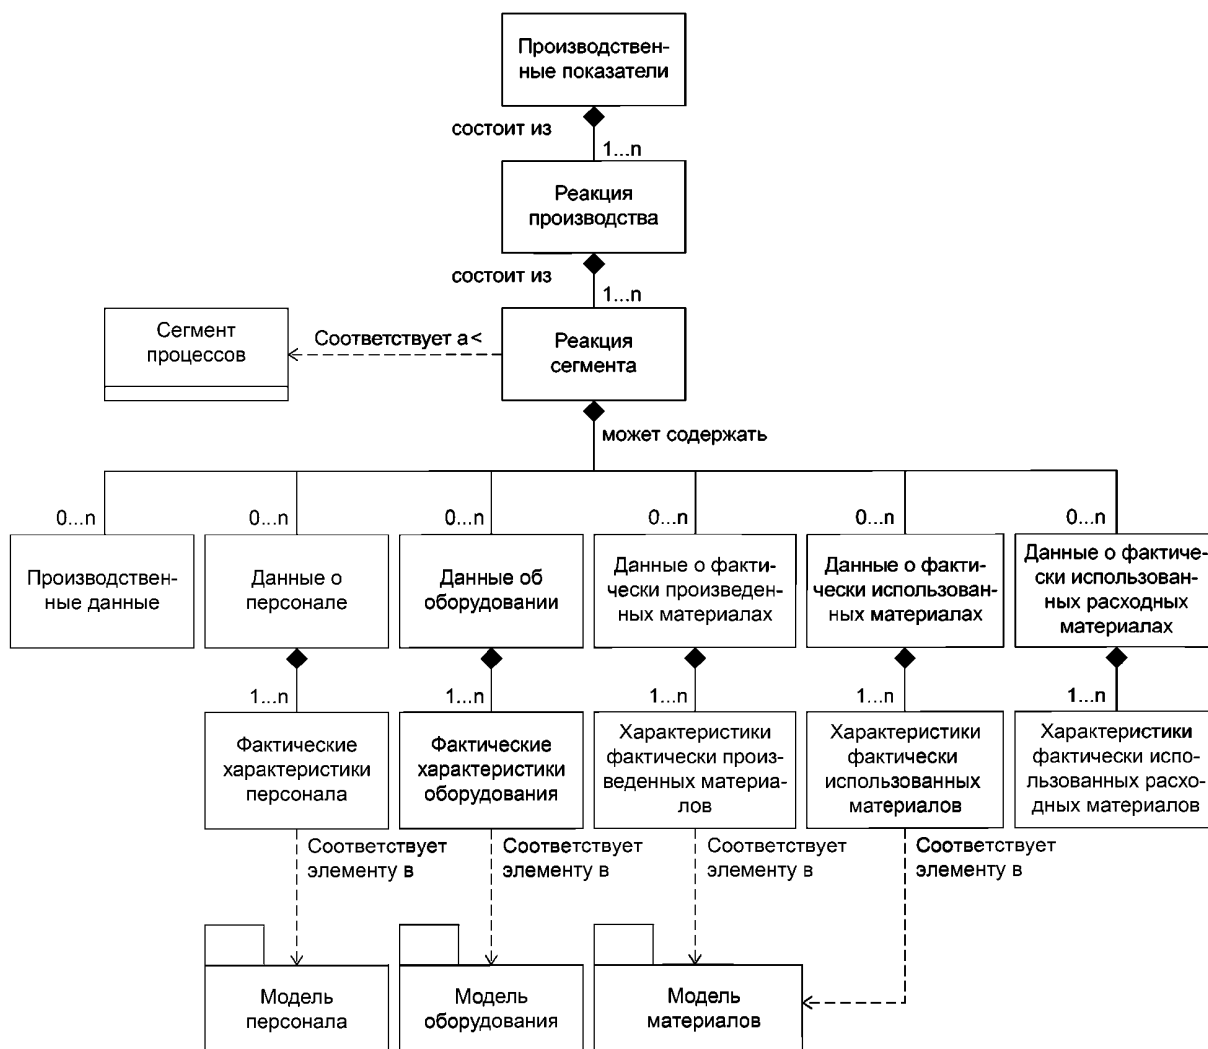 Производствен-
ные показатели
состоит из
1...n
Реакция
производства
состоит из
1...n
Сегмент
процессов
Соответствует а<
Реакция
сегмента
может содержать
0...n
0...n
0...n
0...n
0...n
0...n
Производствен-
ные данные
Данные о
персонале
Данные об
оборудовании
Данные о факти-
чески произведен-
ных материалах
Данные о факти-
чески использован-
ных материалах
Данные о фактиче-
ски использован-
ных расходных
материалах
1...n
1...n
1...n
1...n
1...n
Фактические
характеристики
персонала
Фактические
характеристики
оборудования
Характеристики
фактически произ-
веденных материа-
лов
Характеристики
фактически
использованных
материалов
Характеристики
фактически испо-
льзованных расхо-
дных материалов
Соответствует
элементу в
Соответствует
элементу в
Соответствует
элементу в
Соответствует
элементу в
Модель
персонала
Модель
оборудования
Модель
материалов